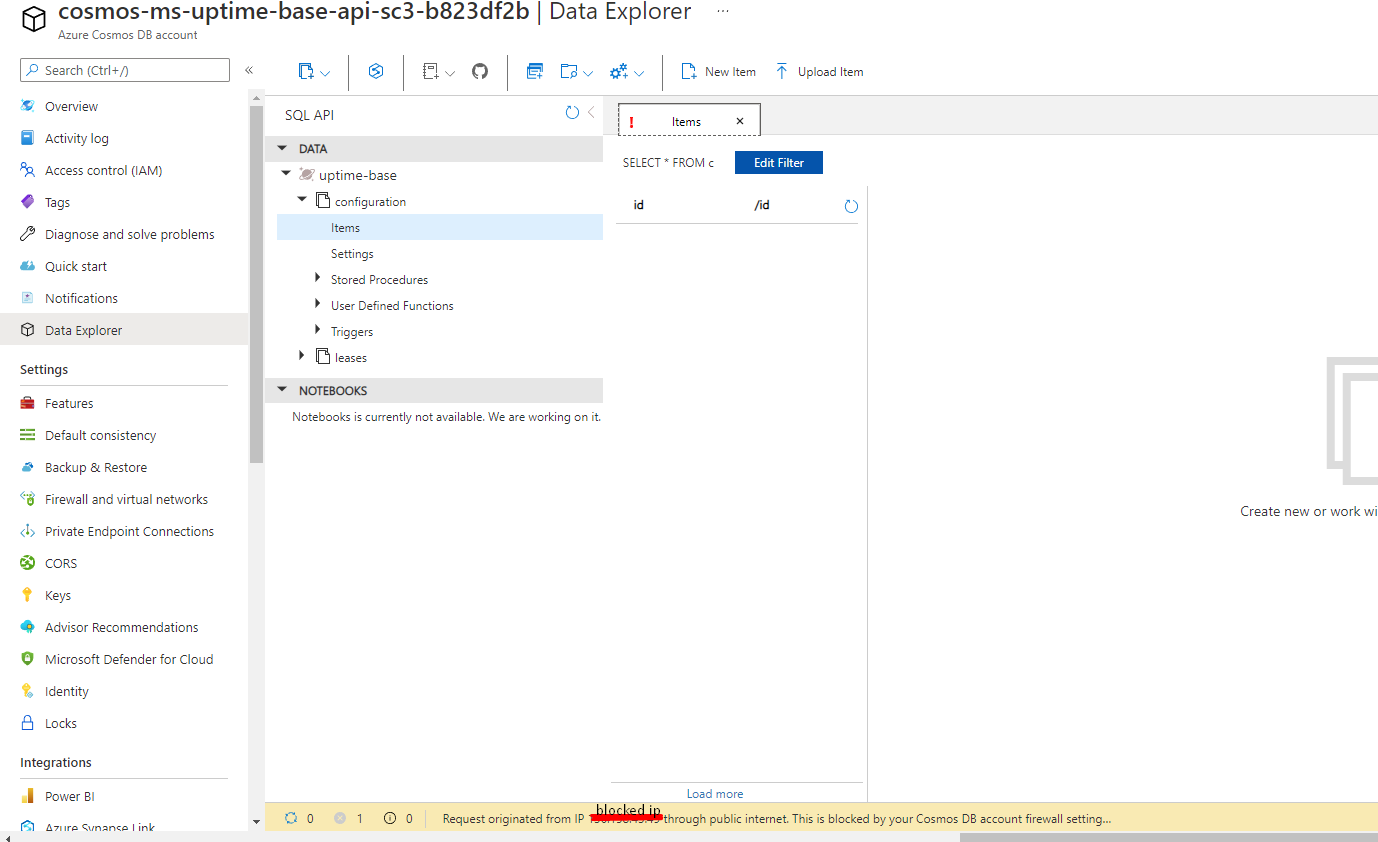 cosmos-ms-uptime-base-api-sc3-b823df2b | Data Explorer ...
Azure Cosmos DB account
Search (Ctrl+/)
«
New Item
Upload Item
Overview
Activity log
Access control (IAM)
Tags
Diagnose and solve problems
Quick start
Notifications
Data Explorer
Settings
Features
Default consistency
Backup & Restore
Firewall and virtual networks
Private Endpoint Connections
CORS
Keys
Advisor Recommendations
Microsoft Defender for Cloud
Identity
Locks
Integrations
Power BI
Azure Synapse Link
SQL API
DATA
uptime-base
configuration
Items
Settings
Stored Procedures
User Defined Functions
Triggers
leases
NOTEBOOKS
Notebooks is currently not available. We are working on it.
! Items ×
SELECT * FROM c Edit Filter
id /id
Load more
Create new or work wi
0 1 0
blocked ip
Request originated from IP through public internet. This is blocked by your Cosmos DB account firewall setting...